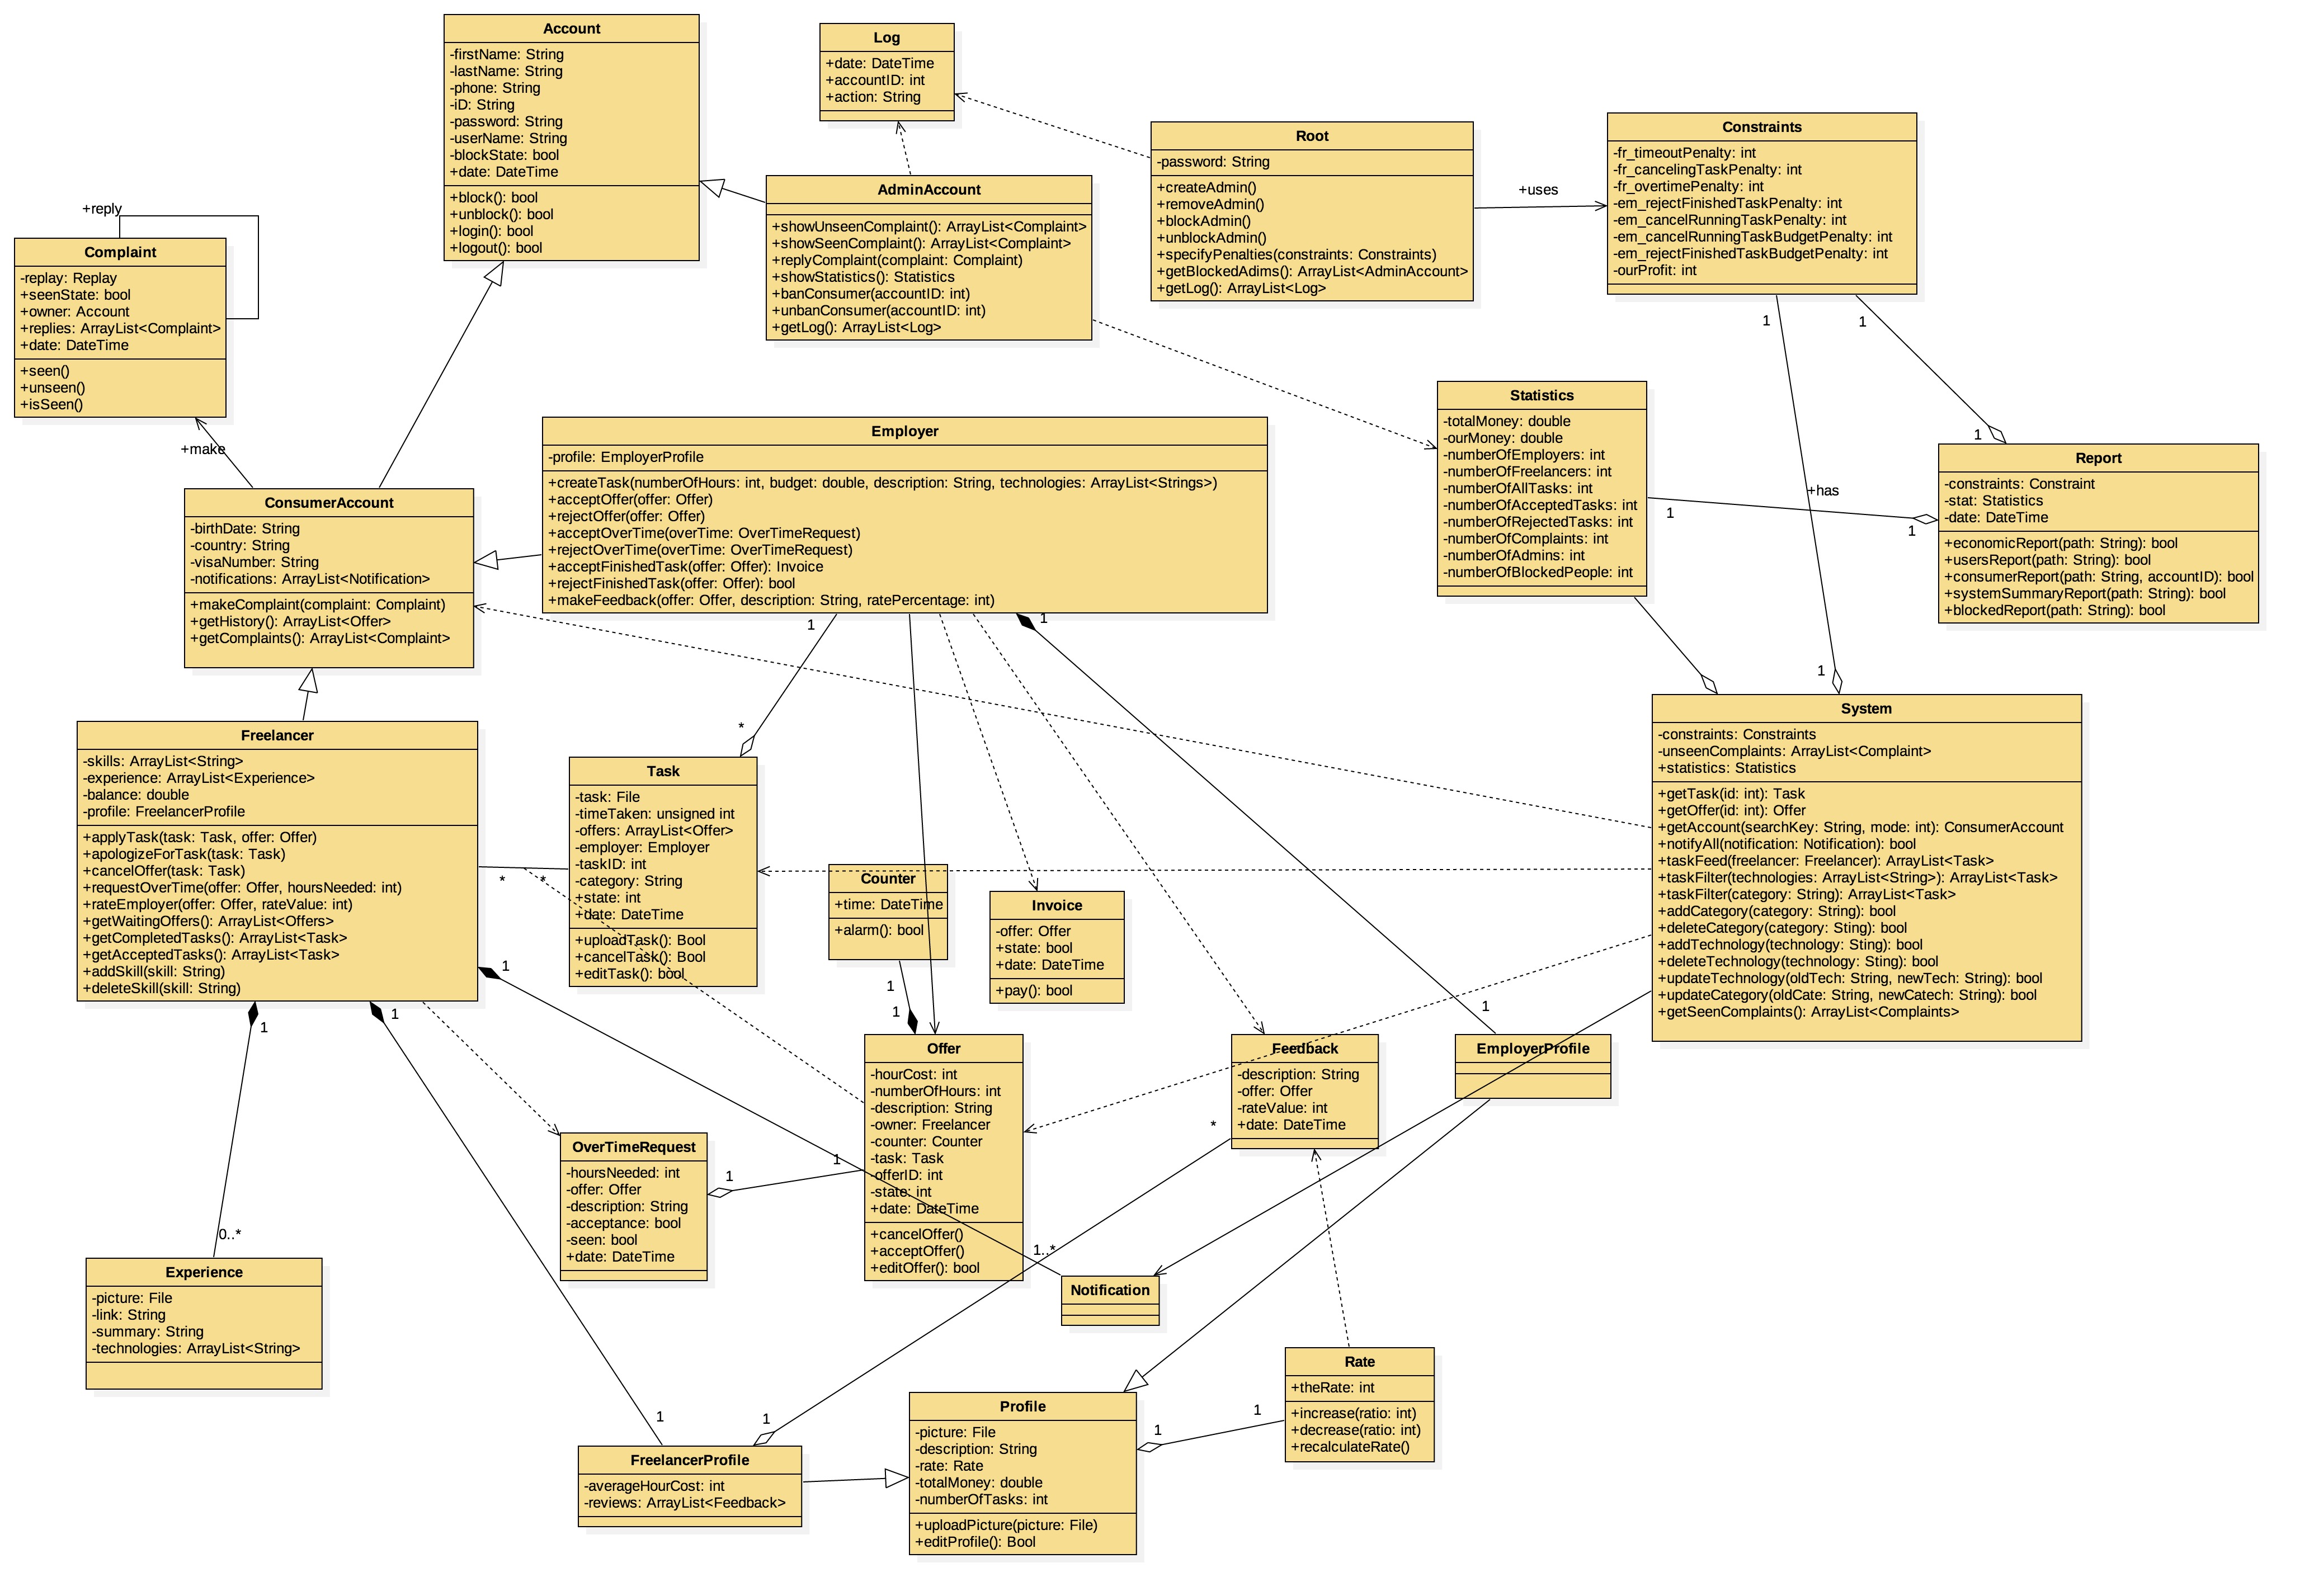 Account
-firstName: String
-lastName: String
-phone: String
-iD: String
-password: String
-userName: String
-blockState: bool
+date: DateTime
+block(): bool
+unblock(): bool
+login(): bool
+logout(): bool
Log
+date: DateTime
+accountID: int
+action: String
Root
-password: String
+createAdmin()
+removeAdmin()
+blockAdmin()
+unblockAdmin()
+specifyPenalties(constraints: Constraints)
+getBlockedAdims(): ArrayList<AdminAccount>
+getLog(): ArrayList<Log>
+uses
Constraints
-fr_timeoutPenalty: int
-fr_cancelingTaskPenalty: int
-fr_overtimePenalty: int
-em_rejectFinishedTaskPenalty: int
-em_cancelRunningTaskPenalty: int
-em_cancelRunningTaskBudgetPenalty: int
-em_rejectFinishedTaskBudgetPenalty: int
-ourProfit: int
1
1
AdminAccount
+showUnseenComplaint(): ArrayList<Complaint>
+showSeenComplaint(): ArrayList<Complaint>
+replyComplaint(complaint: Complaint)
+showStatistics(): Statistics
+banConsumer(accountID: int)
+unbanConsumer(accountID: int)
+getLog(): ArrayList<Log>
+reply
Complaint
-replay: Replay
+seenState: bool
+owner: Account
+replies: ArrayList<Complaint>
+date: DateTime
+seen()
+unseen()
+isSeen()
+make
Statistics
-totalMoney: double
-ourMoney: double
-numberOfEmployers: int
-numberOfFreelancers: int
-numberOfAllTasks: int
-numberOfAcceptedTasks: int
-numberOfRejectedTasks: int
-numberOfComplaints: int
-numberOfAdmins: int
-numberOfBlockedPeople: int
1
1
+has
1
1
Report
-constraints: Constraint
-stat: Statistics
-date: DateTime
+economicReport(path: String): bool
+usersReport(path: String): bool
+consumerReport(path: String, accountID): bool
+systemSummaryReport(path: String): bool
+blockedReport(path: String): bool
Employer
-profile: EmployerProfile
+createTask(numberOfHours: int, budget: double, description: String, technologies: ArrayList<Strings>)
+acceptOffer(offer: Offer)
+rejectOffer(offer: Offer)
+acceptOverTime(overTime: OverTimeRequest)
+rejectOverTime(overTime: OverTimeRequest)
+acceptFinishedTask(offer: Offer): Invoice
+rejectFinishedTask(offer: Offer): bool
+makeFeedback(offer: Offer, description: String, ratePercentage: int)
1
1
ConsumerAccount
-birthDate: String
-country: String
-visaNumber: String
-notifications: ArrayList<Notification>
+makeComplaint(complaint: Complaint)
+getHistory(): ArrayList<Offer>
+getComplaints(): ArrayList<Complaint>
System
-constraints: Constraints
-unseenComplaints: ArrayList<Complaint>
+statistics: Statistics
+getTask(id: int): Task
+getOffer(id: int): Offer
+getAccount(searchKey: String, mode: int): ConsumerAccount
+notifyAll(notification: Notification): bool
+taskFeed(freelancer: Freelancer): ArrayList<Task>
+taskFilter(technologies: ArrayList<String>): ArrayList<Task>
+taskFilter(category: String): ArrayList<Task>
+addCategory(category: String): bool
+deleteCategory(category: Sting): bool
+addTechnology(technology: Sting): bool
+deleteTechnology(technology: Sting): bool
+updateTechnology(oldTech: String, newTech: String): bool
+updateCategory(oldCate: String, newCatech: String): bool
+getSeenComplaints(): ArrayList<Complaints>
Freelancer
-skills: ArrayList<String>
-experience: ArrayList<Experience>
-balance: double
-profile: FreelancerProfile
+applyTask(task: Task, offer: Offer)
+apologizeForTask(task: Task)
+cancelOffer(task: Task)
+requestOverTime(offer: Offer, hoursNeeded: int)
+rateEmployer(offer: Offer, rateValue: int)
+getWaitingOffers(): ArrayList<Offers>
+getCompletedTasks(): ArrayList<Task>
+getAcceptedTasks(): ArrayList<Task>
+addSkill(skill: String)
+deleteSkill(skill: String)
*
*
*
Task
-task: File
-timeTaken: unsigned int
-offers: ArrayList<Offer>
-employer: Employer
-taskID: int
-category: String
+state: int
+date: DateTime
+uploadTask(): Bool
+cancelTask(): Bool
+editTask(): bool
Counter
+time: DateTime
+alarm(): bool
1
1
Invoice
-offer: Offer
+state: bool
+date: DateTime
+pay(): bool
1
1
1
1
Offer
-hourCost: int
-numberOfHours: int
-description: String
-owner: Freelancer
-counter: Counter
-task: Task
-offerID: int
-state: int
+date: DateTime
+cancelOffer()
+acceptOffer()
+editOffer(): bool
Feedback
-description: String
-offer: Offer
-rateValue: int
+date: DateTime
*
EmployerProfile
OverTimeRequest
-hoursNeeded: int
-offer: Offer
-description: String
-acceptance: bool
-seen: bool
+date: DateTime
1
1
0..*
1..*
Experience
-picture: File
-link: String
-summary: String
-technologies: ArrayList<String>
Notification
Rate
+theRate: int
+increase(ratio: int)
+decrease(ratio: int)
+recalculateRate()
1
1
1
1
Profile
-picture: File
-description: String
-rate: Rate
-totalMoney: double
-numberOfTasks: int
+uploadPicture(picture: File)
+editProfile(): Bool
FreelancerProfile
-averageHourCost: int
-reviews: ArrayList<Feedback>